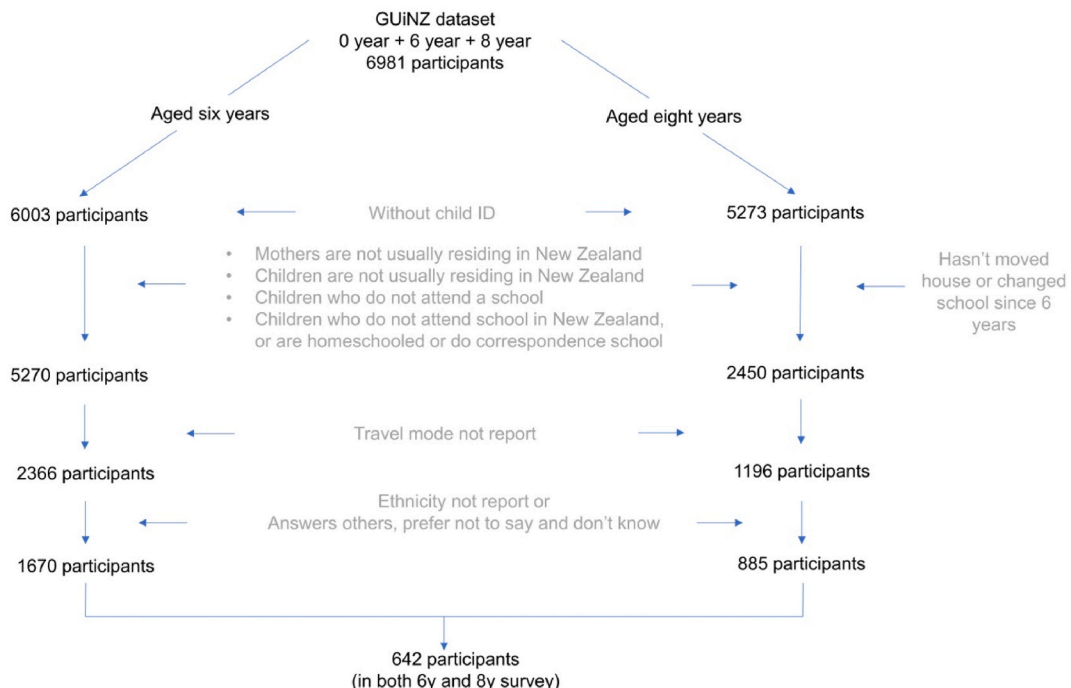 GUiNZ dataset
0 year + 6 year + 8 year
6981 participants
Aged six years
Aged eight years
6003 participants
Without child ID
5273 participants
• Mothers are not usually residing in New Zealand
• Children are not usually residing in New Zealand
• Children who do not attend a school
• Children who do not attend school in New Zealand,
or are homeschooled or do correspondence school
Hasn't moved
house or changed
school since 6
years
5270 participants
2450 participants
Travel mode not report
2366 participants
1196 participants
Ethnicity not report or
Answers others, prefer not to say and don't know
1670 participants
885 participants
642 participants
(in both 6y and 8y survey)